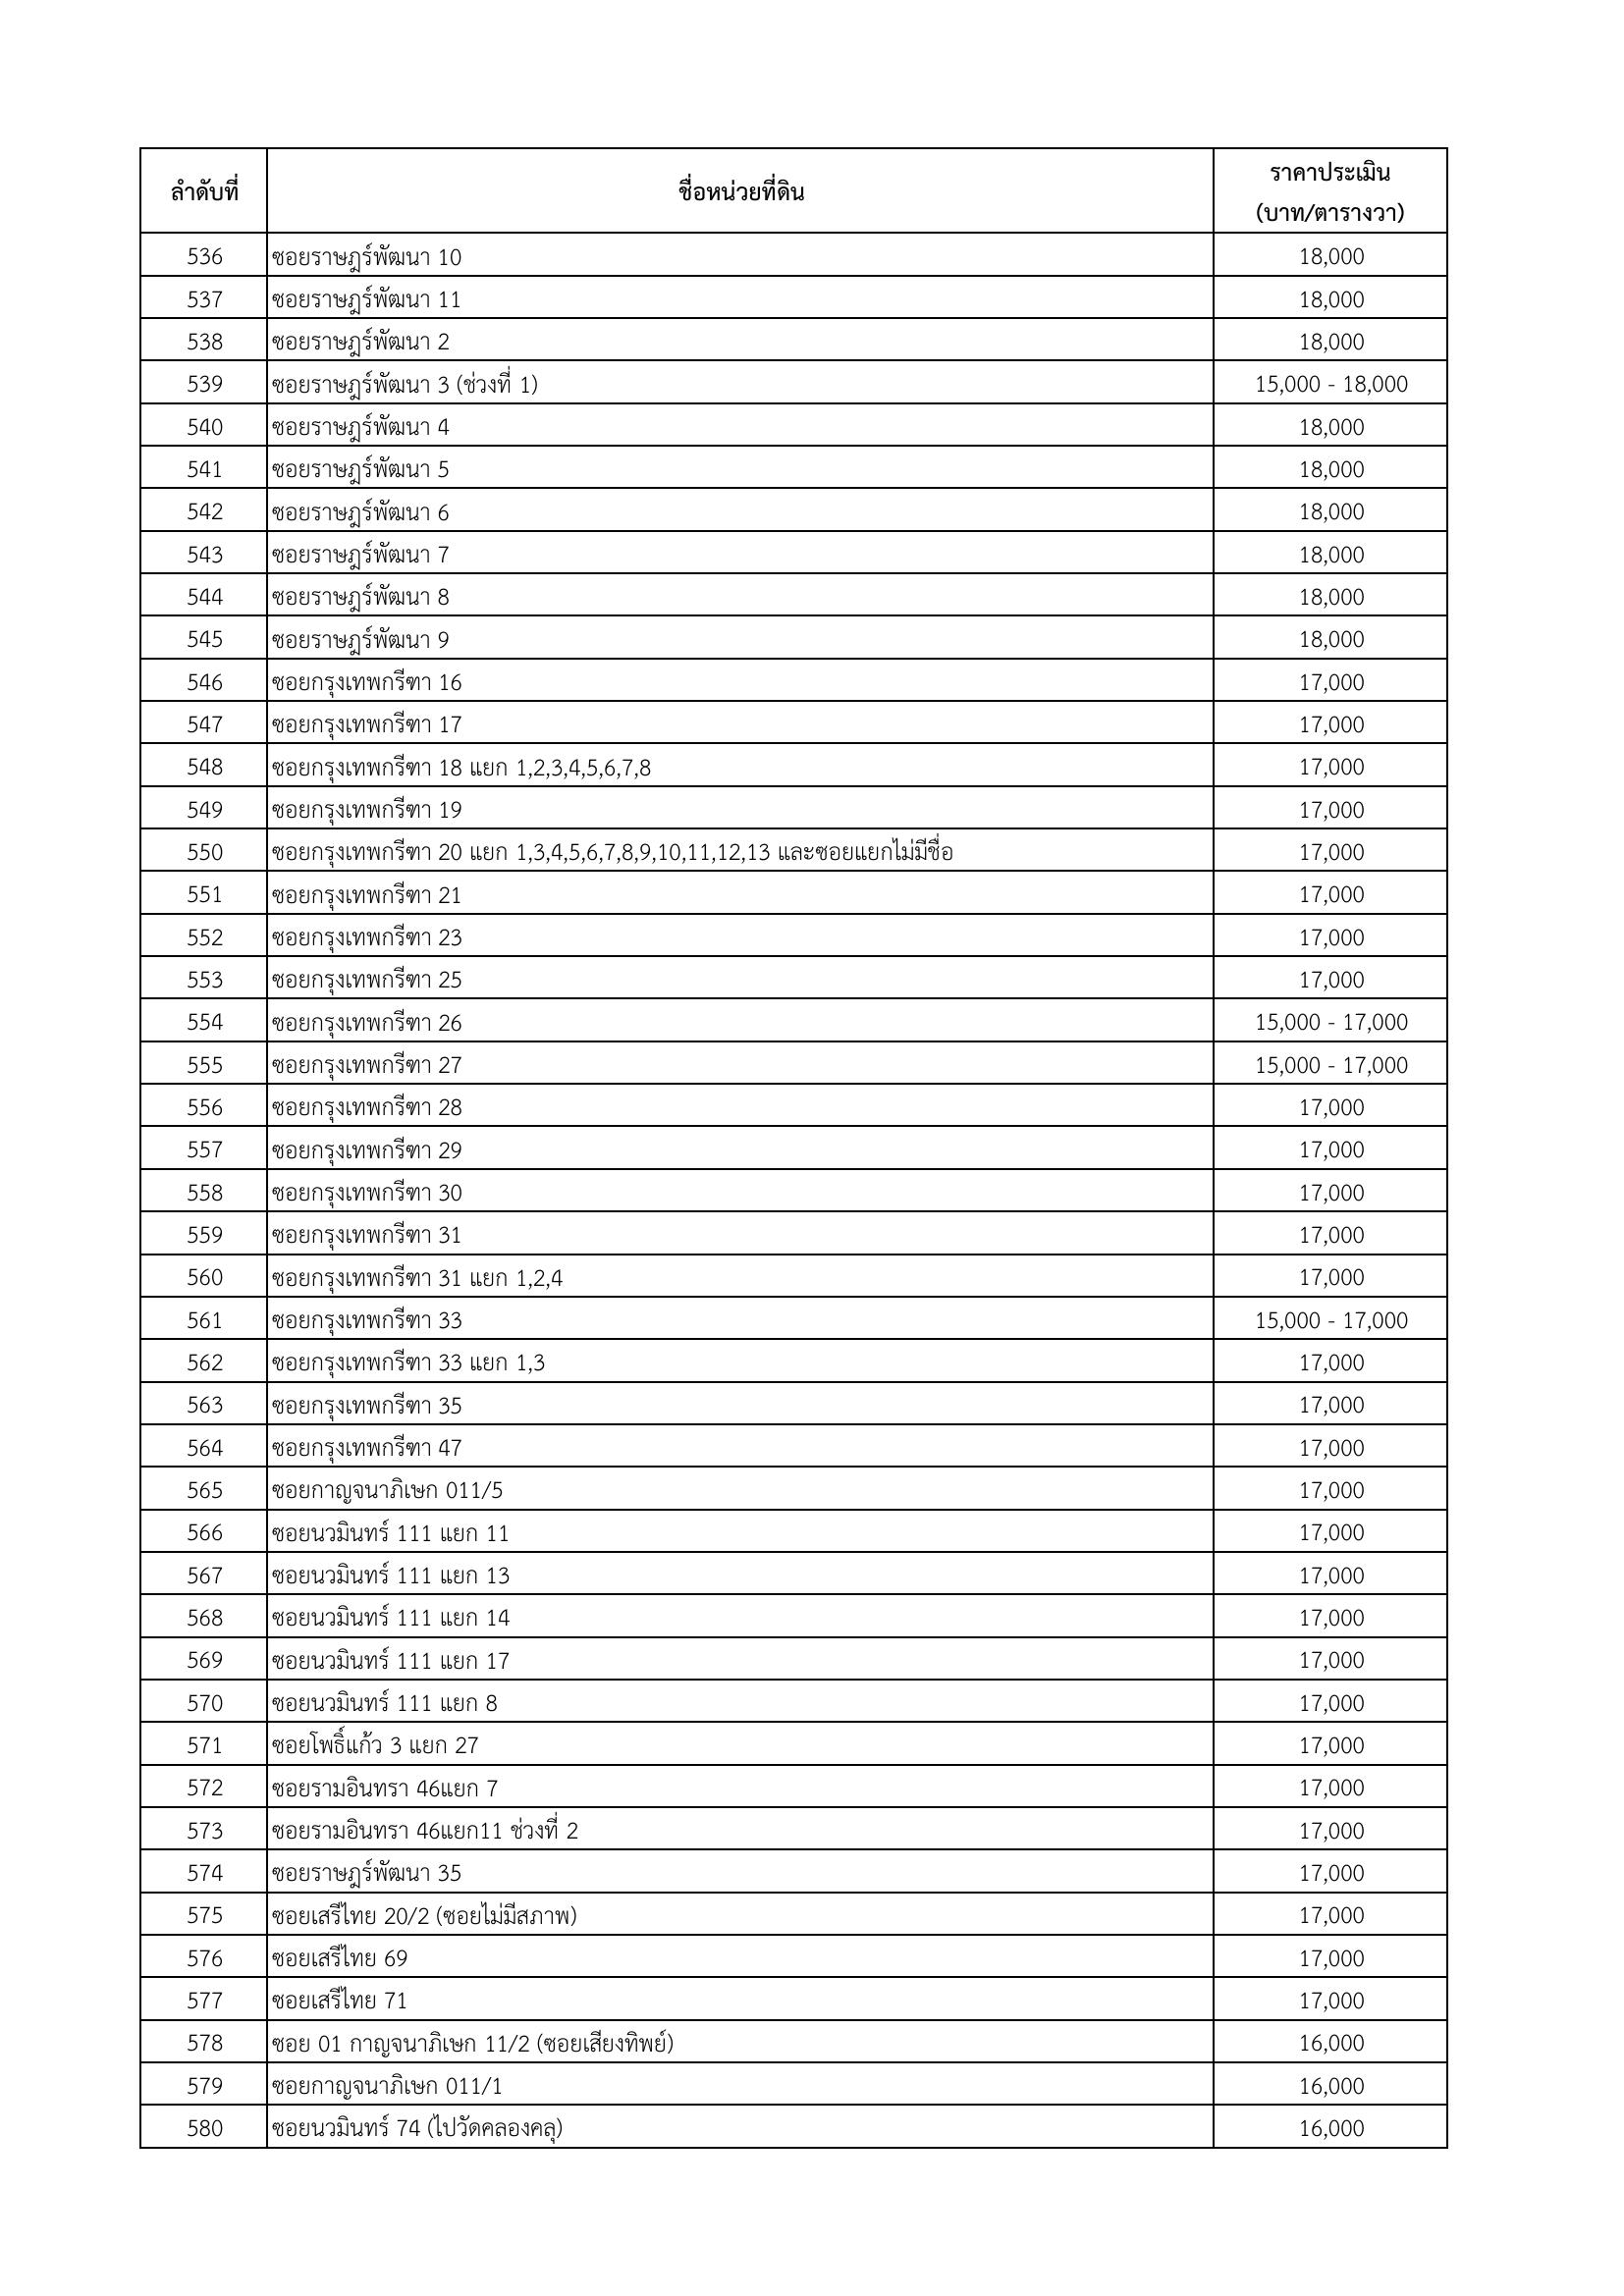 ลำดับที่ ชื่อหน่วยที่ดิน ราคาประเมิน
(บาท/ตารางวา)
536 ซอยราษฎร์พัฒนา 10 18,000
537 ซอยราษฎร์พัฒนา 11 18,000
538 ซอยราษฎร์พัฒนา 2 18,000
539 ซอยราษฎร์พัฒนา 3 (ช่วงที่ 1) 15,000 - 18,000
540 ซอยราษฎร์พัฒนา 4 18,000
541 ซอยราษฎร์พัฒนา 5 18,000
542 ซอยราษฎร์พัฒนา 6 18,000
543 ซอยราษฎร์พัฒนา 7 18,000
544 ซอยราษฎร์พัฒนา 8 18,000
545 ซอยราษฎร์พัฒนา 9 18,000
546 ซอยกรุงเทพกรีฑา 16 17,000
547 ซอยกรุงเทพกรีฑา 17 17,000
548 ซอยกรุงเทพกรีฑา 18 แยก 1,2,3,4,5,6,7,8 17,000
549 ซอยกรุงเทพกรีฑา 19 17,000
550 ซอยกรุงเทพกรีฑา 20 แยก 1,3,4,5,6,7,8,9,10,11,12,13 และซอยแยกไม่มีชื่อ 17,000
551 ซอยกรุงเทพกรีฑา 21 17,000
552 ซอยกรุงเทพกรีฑา 23 17,000
553 ซอยกรุงเทพกรีฑา 25 17,000
554 ซอยกรุงเทพกรีฑา 26 15,000 - 17,000
555 ซอยกรุงเทพกรีฑา 27 15,000 - 17,000
556 ซอยกรุงเทพกรีฑา 28 17,000
557 ซอยกรุงเทพกรีฑา 29 17,000
558 ซอยกรุงเทพกรีฑา 30 17,000
559 ซอยกรุงเทพกรีฑา 31 17,000
560 ซอยกรุงเทพกรีฑา 31 แยก 1,2,4 17,000
561 ซอยกรุงเทพกรีฑา 33 15,000 - 17,000
562 ซอยกรุงเทพกรีฑา 33 แยก 1,3 17,000
563 ซอยกรุงเทพกรีฑา 35 17,000
564 ซอยกรุงเทพกรีฑา 47 17,000
565 ซอยกาญจนาภิเษก 011/5 17,000
566 ซอยนวมินทร์ 111 แยก 11 17,000
567 ซอยนวมินทร์ 111 แยก 13 17,000
568 ซอยนวมินทร์ 111 แยก 14 17,000
569 ซอยนวมินทร์ 111 แยก 17 17,000
570 ซอยนวมินทร์ 111 แยก 8 17,000
571 ซอยโพธิ์แก้ว 3 แยก 27 17,000
572 ซอยรามอินทรา 46แยก 7 17,000
573 ซอยรามอินทรา 46แยก11 ช่วงที่ 2 17,000
574 ซอยราษฎร์พัฒนา 35 17,000
575 ซอยเสรีไทย 20/2 (ซอยไม่มีสภาพ) 17,000
576 ซอยเสรีไทย 69 17,000
577 ซอยเสรีไทย 71 17,000
578 ซอย 01 กาญจนาภิเษก 11/2 (ซอยเสียงทิพย์) 16,000
579 ซอยกาญจนาภิเษก 011/1 16,000
580 ซอยนวมินทร์ 74 (ไปวัดคลองคลุ) 16,000